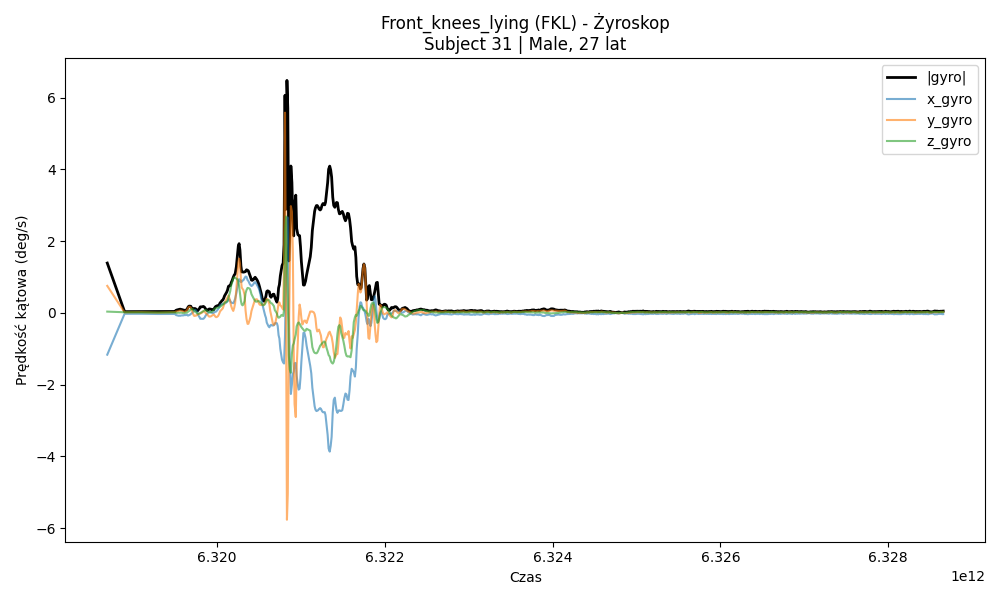 Front_knees_lying (FKL) - Żyroskop
Subject 31 | Male, 27 lat
|gyro|
x_gyro
y_gyro
z_gyro
Prędkość kątowa (deg/s)
6
4
2
0
−2
−4
−6
6.320
6.322
6.324
6.326
6.328
1e12
Czas